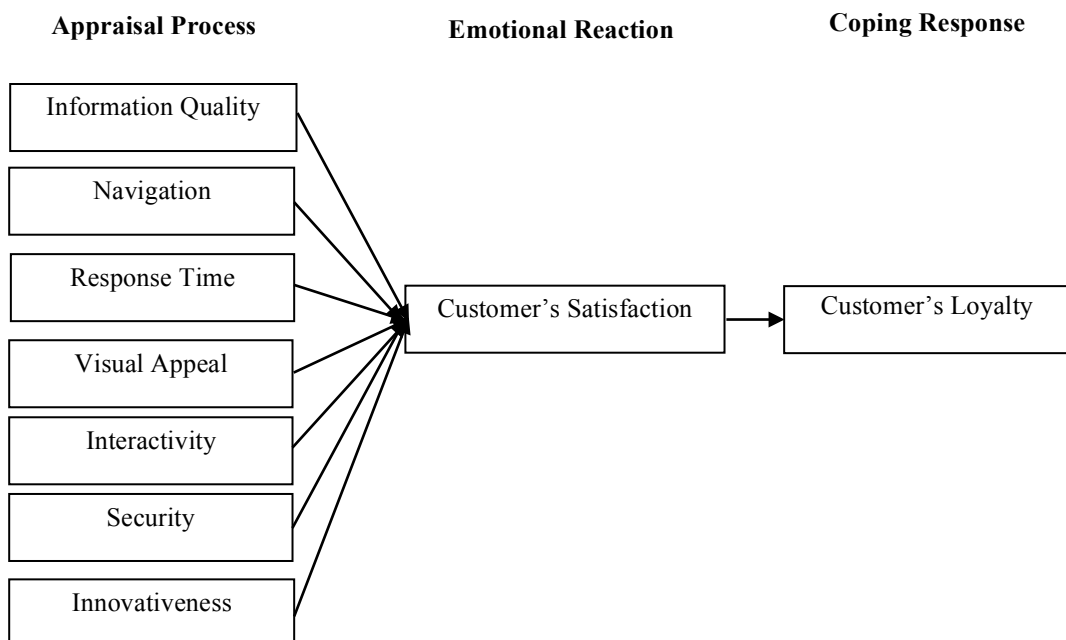 Appraisal Process
Emotional Reaction
Coping Response
Information Quality
Navigation
Response Time
Visual Appeal
Interactivity
Security
Innovativeness
Customer’s Satisfaction
Customer’s Loyalty